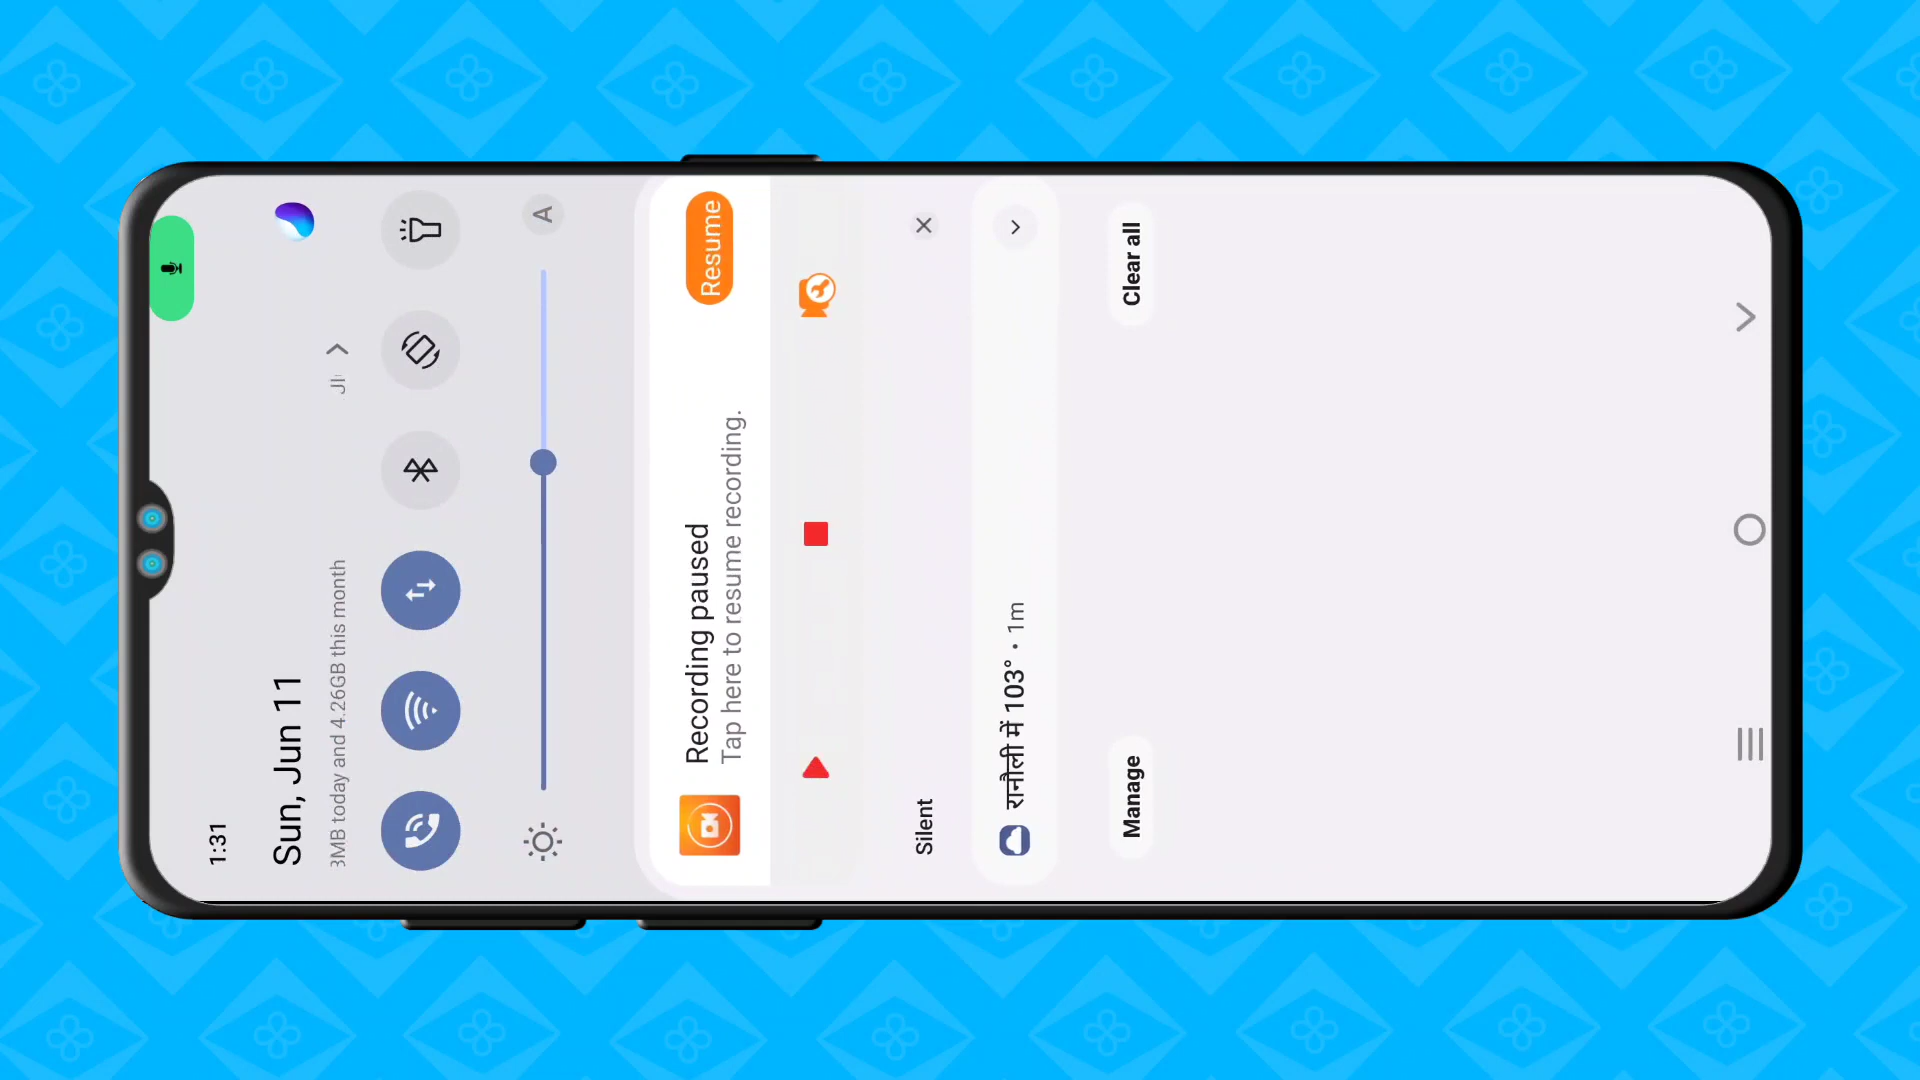 1:31
Sun, Jun 11
3MB today and 4.26GB this month
A
Recording paused
Resume
Tap here to resume recording.
Silent
रानौली में 103° • 1m
Manage
Clear all